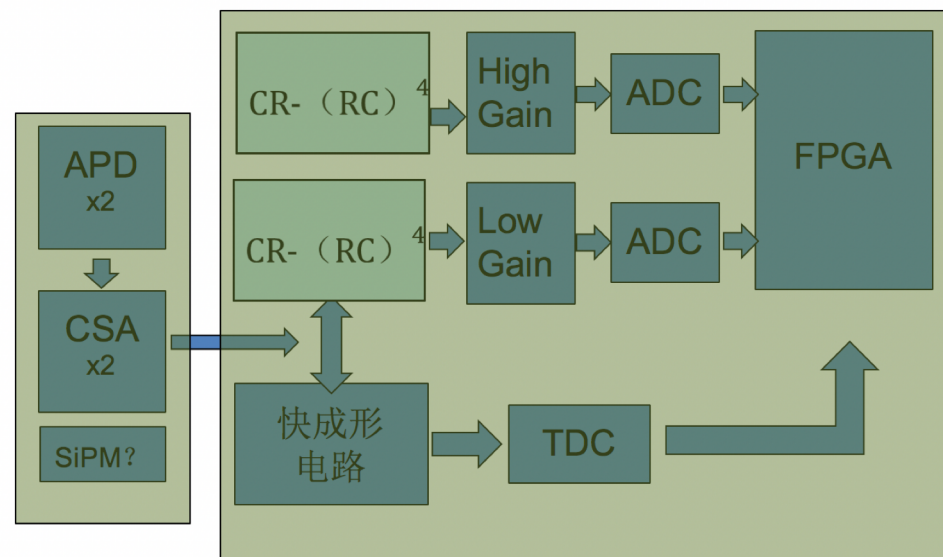 APD
x2
CSA
x2
SiPM？
CR-（RC）⁴
High
Gain
ADC
FPGA
CR-（RC）⁴
Low
Gain
ADC
快成形
电路
TDC